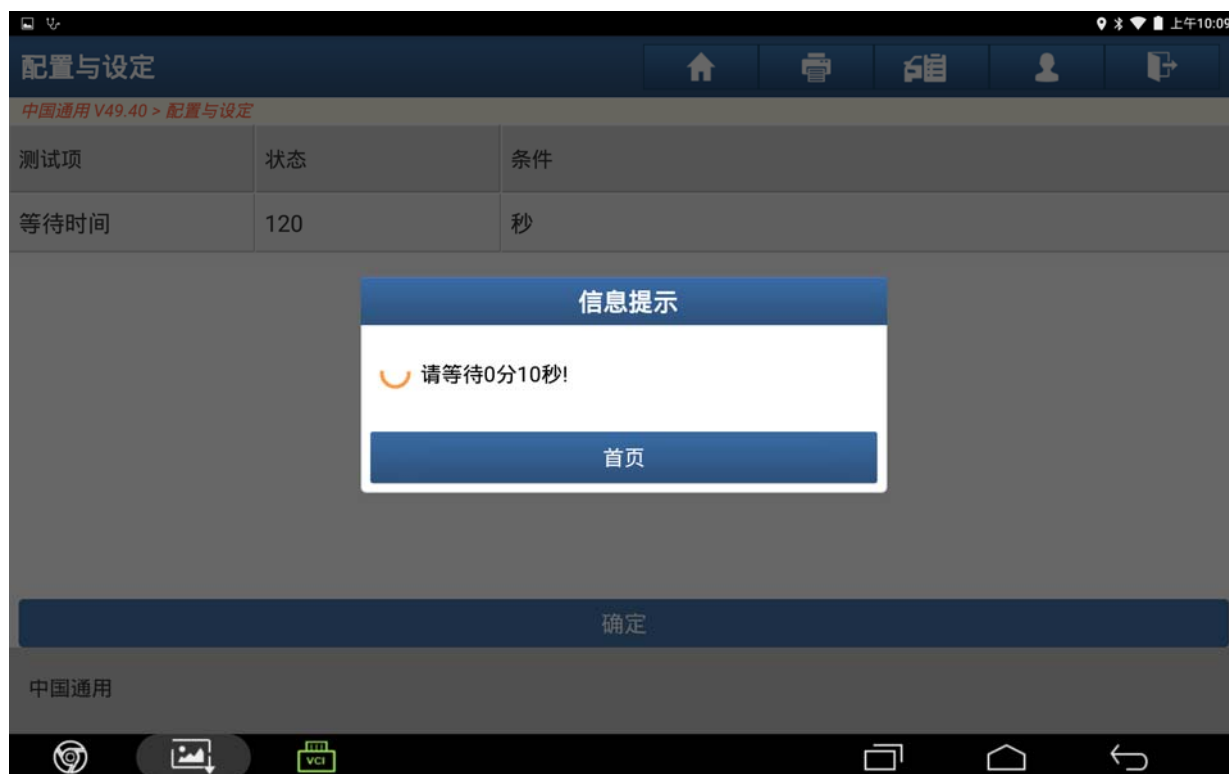 上午10:09
配置与设定
中国通用 V49.40 > 配置与设定
测试项 状态 条件
等待时间 120 秒
信息提示
请等待0分10秒!
首页
确定
中国通用
VCI